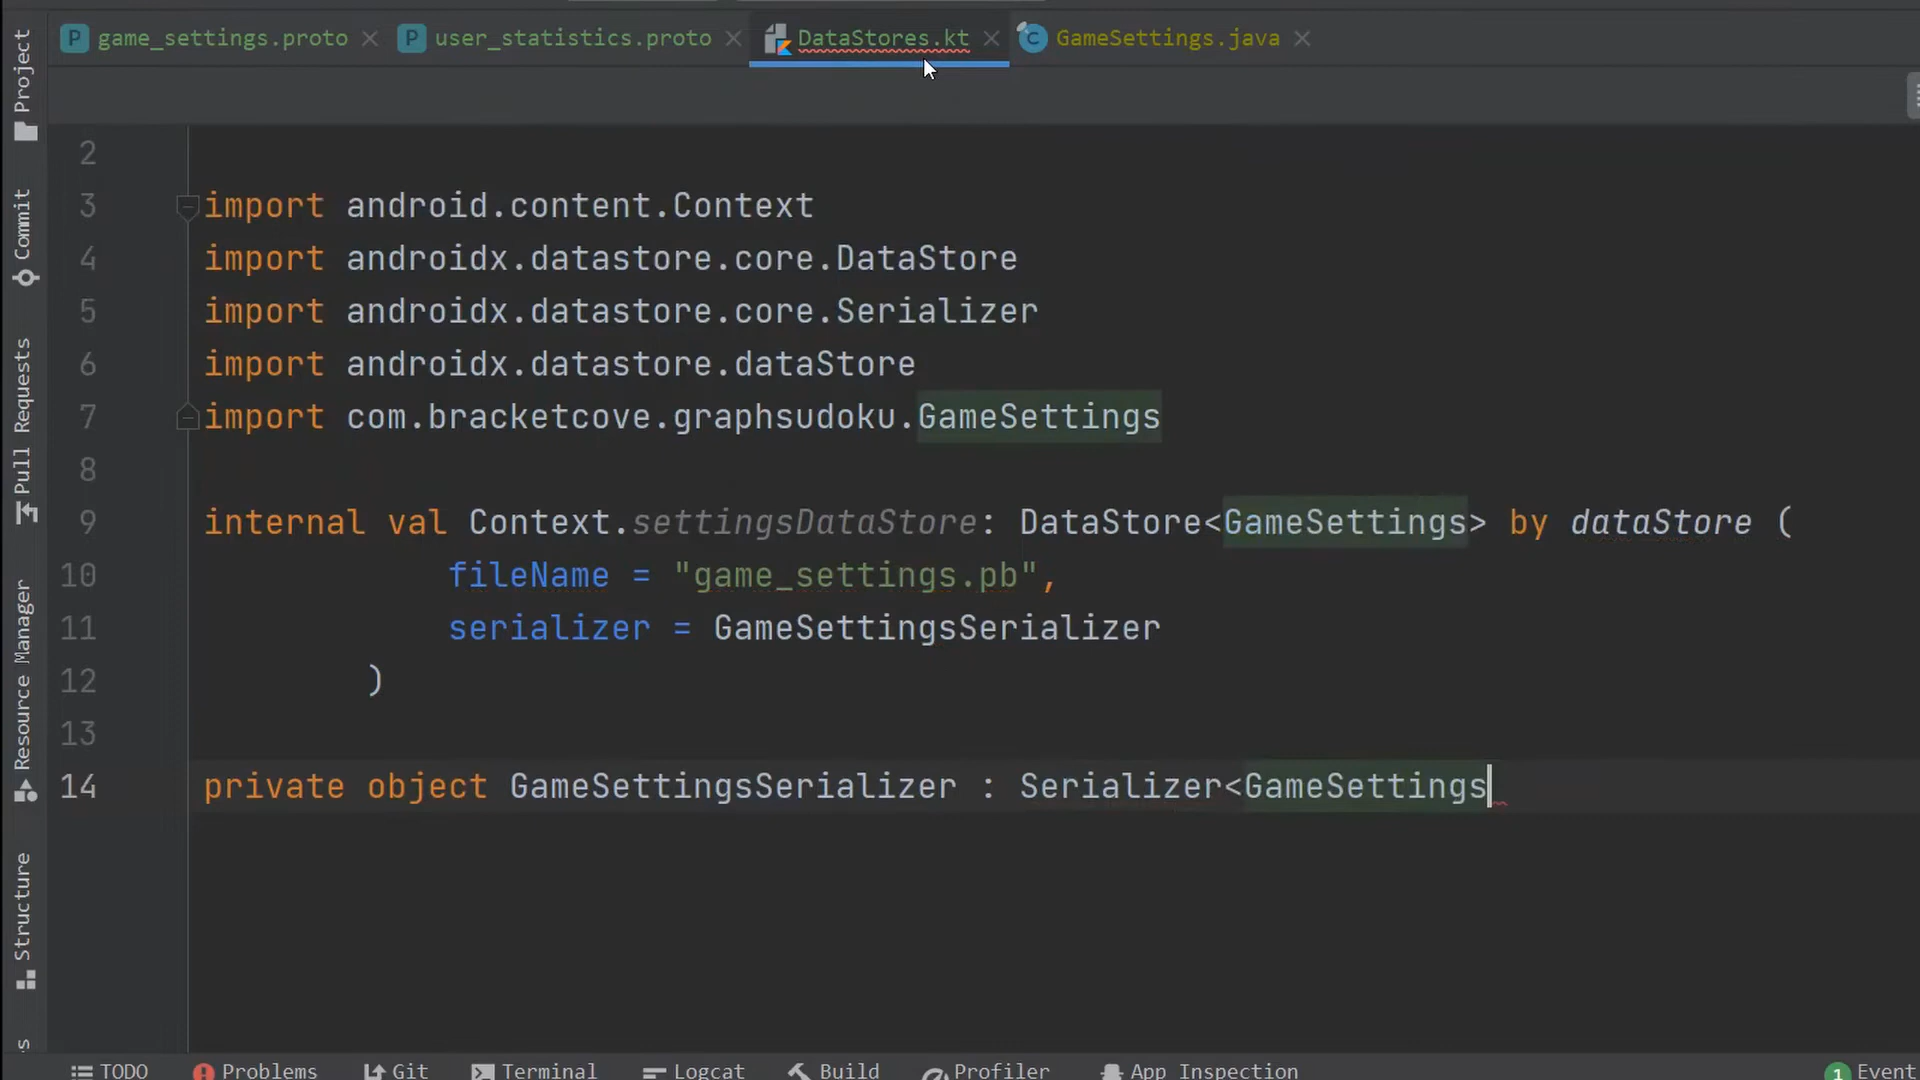 game_settings.proto user_statistics.proto DataStores.kt GameSettings.java
Project
Commit
Pull Requests
Resource Manager
Structure
2
3 import android.content.Context
4 import androidx.datastore.core.DataStore
5 import androidx.datastore.core.Serializer
6 import androidx.datastore.dataStore
7 import com.bracketcove.graphsudoku.GameSettings
8
9 internal val Context.settingsDataStore: DataStore<GameSettings> by dataStore (
10 fileName = "game_settings.pb",
11 serializer = GameSettingsSerializer
12 )
13
14 private object GameSettingsSerializer : Serializer<GameSettings
TODO Problems Git Terminal Logcat Build Profiler App Inspection 1 Event